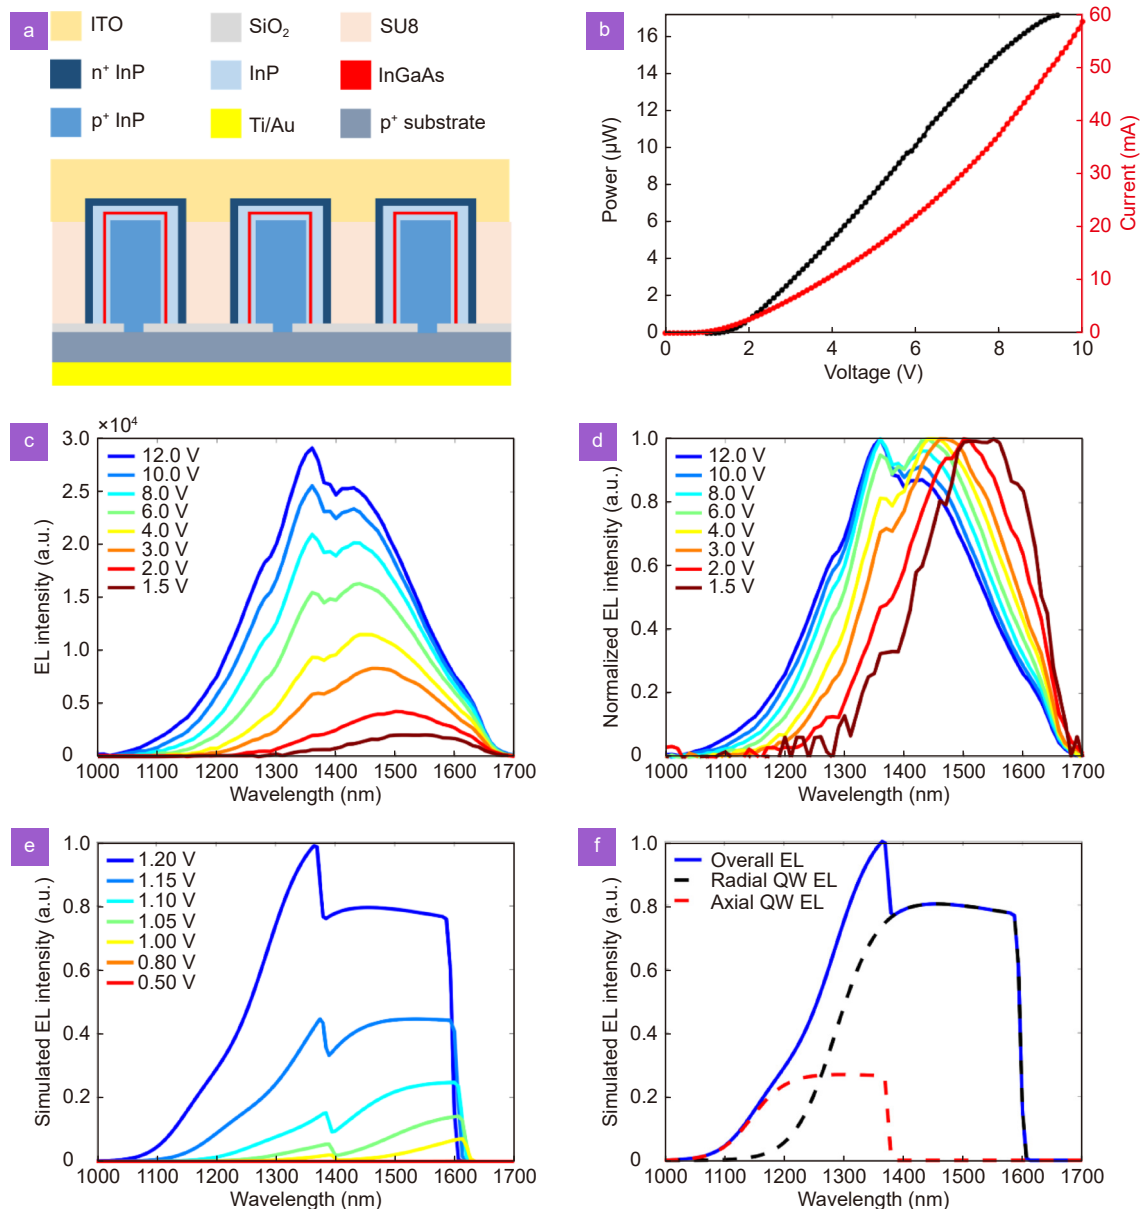 a
ITO
SiO₂
SU8
n⁺ InP
InP
InGaAs
p⁺ InP
Ti/Au
p⁺ substrate
b
Power (μW)
16
14
12
10
8
6
4
2
0
60
50
40
30
20
10
0
Current (mA)
0 2 4 6 8 10
Voltage (V)
c
×10⁴
EL intensity (a.u.)
3.0
2.5
2.0
1.5
1.0
0.5
0
12.0 V
10.0 V
8.0 V
6.0 V
4.0 V
3.0 V
2.0 V
1.5 V
1000 1100 1200 1300 1400 1500 1600 1700
Wavelength (nm)
d
Normalized EL intensity (a.u.)
1.0
0.8
0.6
0.4
0.2
0
12.0 V
10.0 V
8.0 V
6.0 V
4.0 V
3.0 V
2.0 V
1.5 V
1000 1100 1200 1300 1400 1500 1600 1700
Wavelength (nm)
e
Simulated EL intensity (a.u.)
1.0
0.8
0.6
0.4
0.2
0
1.20 V
1.15 V
1.10 V
1.05 V
1.00 V
0.80 V
0.50 V
1000 1100 1200 1300 1400 1500 1600 1700
Wavelength (nm)
f
Simulated EL intensity (a.u.)
1.0
0.8
0.6
0.4
0.2
0
Overall EL
Radial QW EL
Axial QW EL
1000 1100 1200 1300 1400 1500 1600 1700
Wavelength (nm)